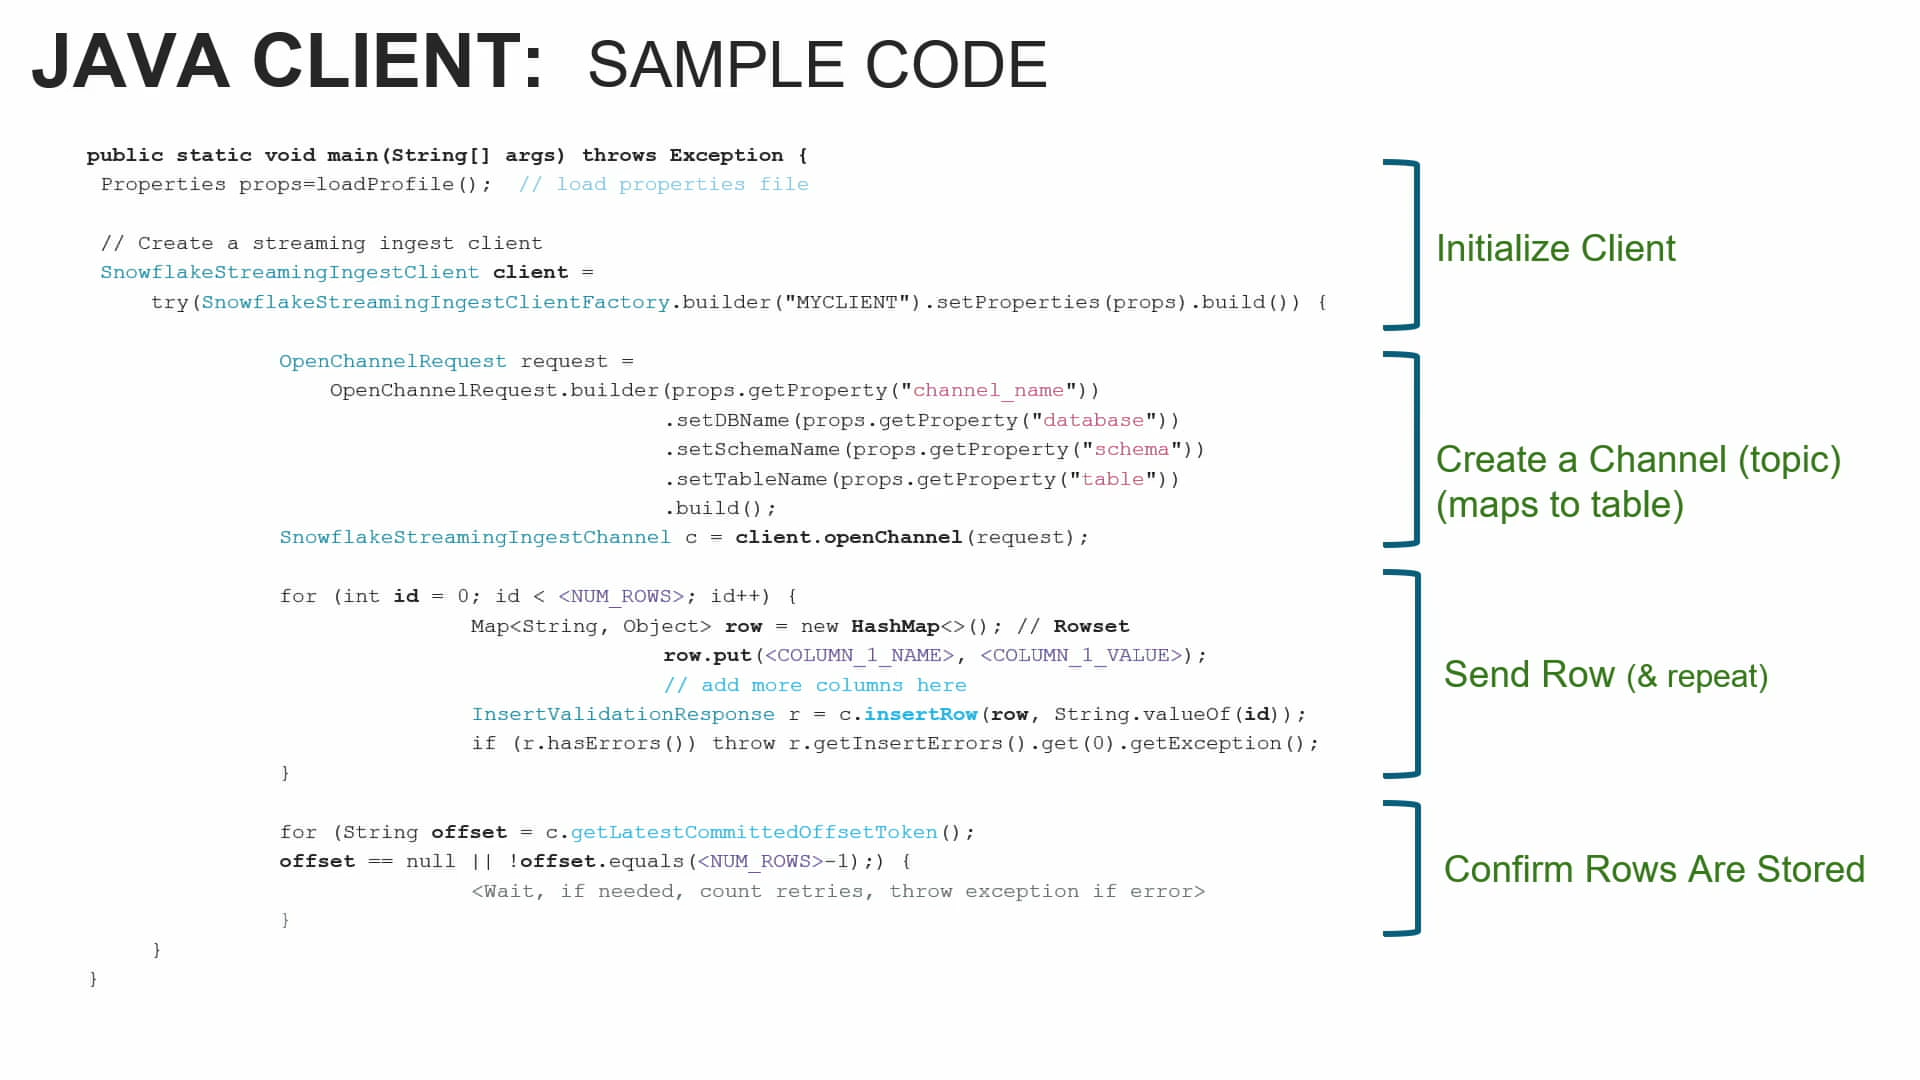 JAVA CLIENT: SAMPLE CODE
public static void main(String[] args) throws Exception {
Properties props=loadProfile(); // load properties file
// Create a streaming ingest client
SnowflakeStreamingIngestClient client =
try(SnowflakeStreamingIngestClientFactory.builder("MYCLIENT").setProperties(props).build()) {
Initialize Client
OpenChannelRequest request =
OpenChannelRequest.builder(props.getProperty("channel_name"))
.setDBName(props.getProperty("database"))
.setSchemaName(props.getProperty("schema"))
.setTableName(props.getProperty("table"))
.build();
SnowflakeStreamingIngestChannel c = client.openChannel(request);
Create a Channel (topic)
(maps to table)
for (int id = 0; id < <NUM_ROWS>; id++) {
Map<String, Object> row = new HashMap<>(); // Rowset
row.put(<COLUMN_1_NAME>, <COLUMN_1_VALUE>);
// add more columns here
InsertValidationResponse r = c.insertRow(row, String.valueOf(id));
if (r.hasErrors()) throw r.getInsertErrors().get(0).getException();
}
Send Row (& repeat)
for (String offset = c.getLatestCommittedOffsetToken();
offset == null || !offset.equals(<NUM_ROWS>-1);) {
<Wait, if needed, count retries, throw exception if error>
}
Confirm Rows Are Stored
}
}